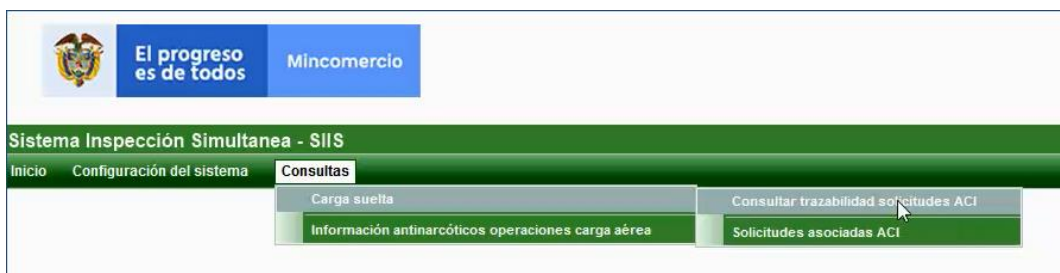 El progreso
es de todos
Mincomercio
Sistema Inspección Simultanea - SIIS
Inicio Configuración del sistema Consultas
Carga suelta
Consultar trazabilidad solicitudes ACI
Información antinarcóticos operaciones carga aérea
Solicitudes asociadas ACI